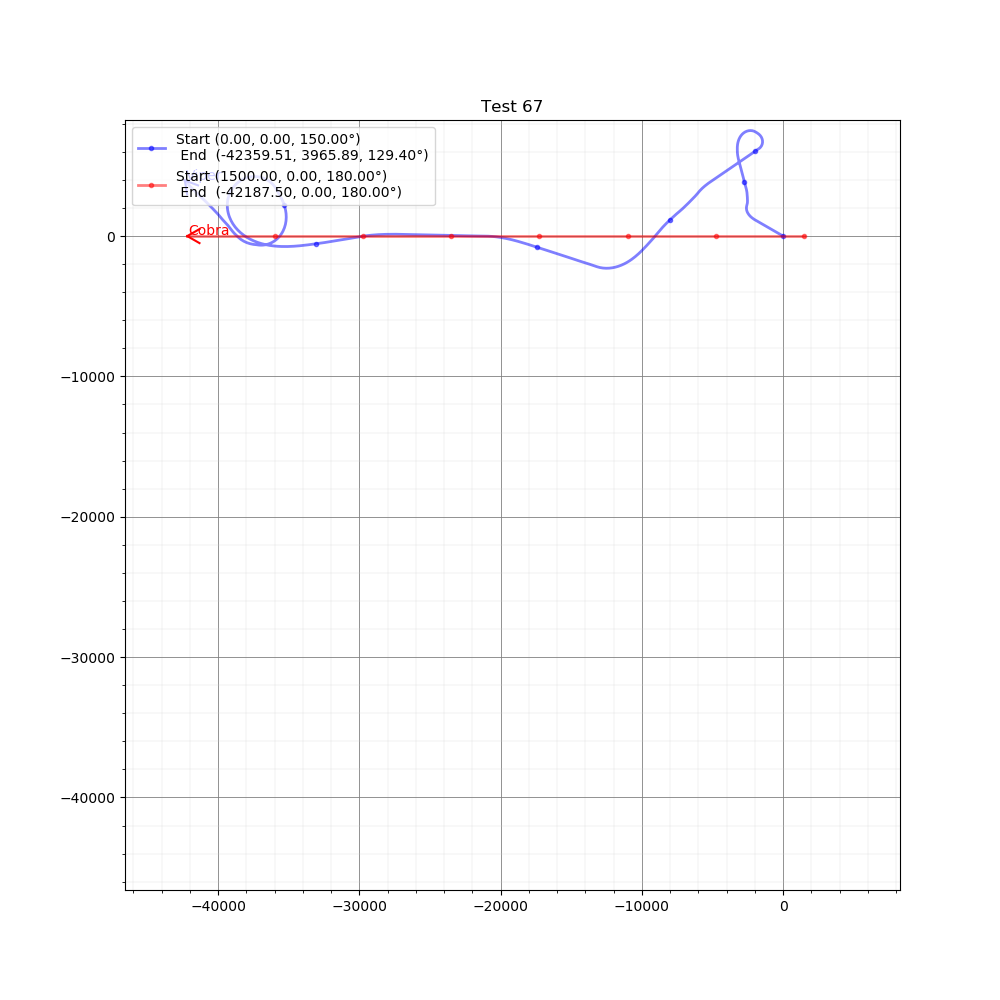 Test 67
Start (0.00, 0.00, 150.00°)
End (-42359.51, 3965.89, 129.40°)
Start (1500.00, 0.00, 180.00°)
End (-42187.50, 0.00, 180.00°)
Cobra
0
−10000
−20000
−30000
−40000
−40000
−30000
−20000
−10000
0